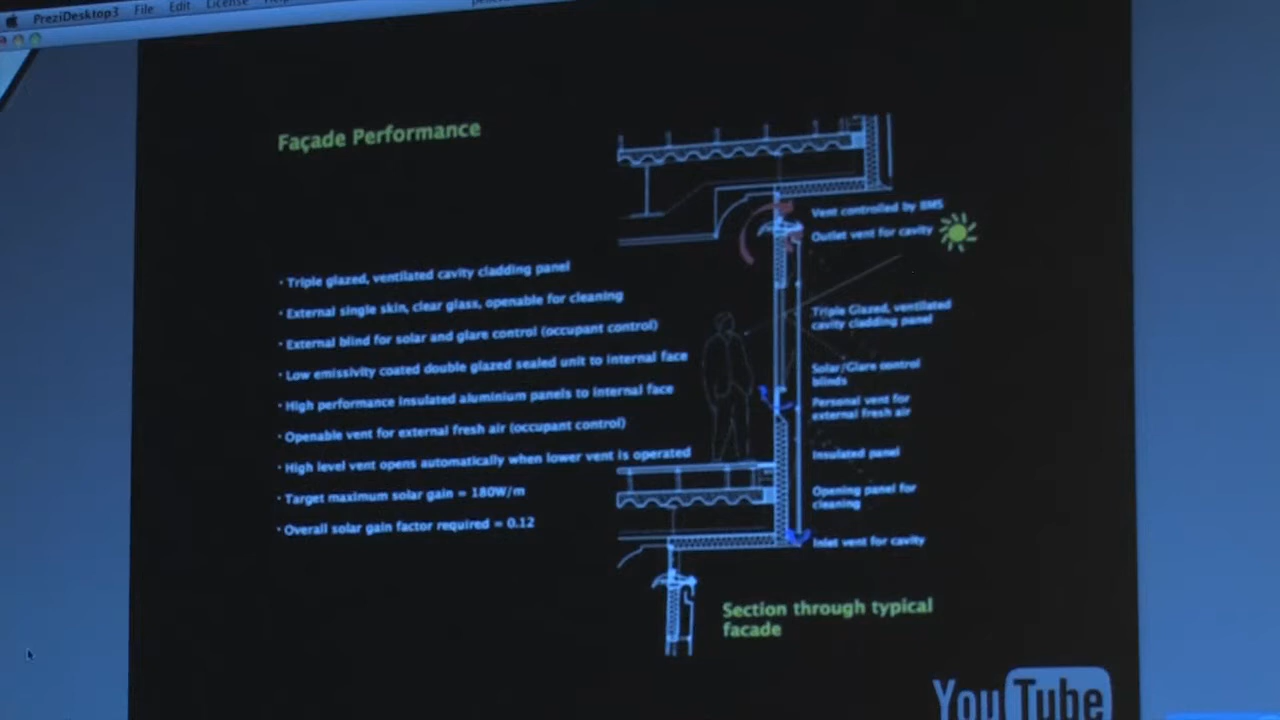 PreziDesktop3 File Edit License
Façade Performance
· Triple glazed, ventilated cavity cladding panel
· External single skin, clear glass, openable for cleaning
· External blind for solar and glare control (occupant control)
· Low emissivity coated double glazed sealed unit to internal face
· High performance insulated aluminium panels to internal face
· Openable vent for external fresh air (occupant control)
· High level vent opens automatically when lower vent is operated
· Target maximum solar gain = 180W/m
· Overall solar gain factor required = 0.12
Vent controlled by BMS
Outlet vent for cavity
Triple Glazed, ventilated
cavity cladding panel
Solar/Glare control
blinds
Personal vent for
external fresh air
Insulated panel
Opening panel for
cleaning
Inlet vent for cavity
Section through typical
facade
YouTube